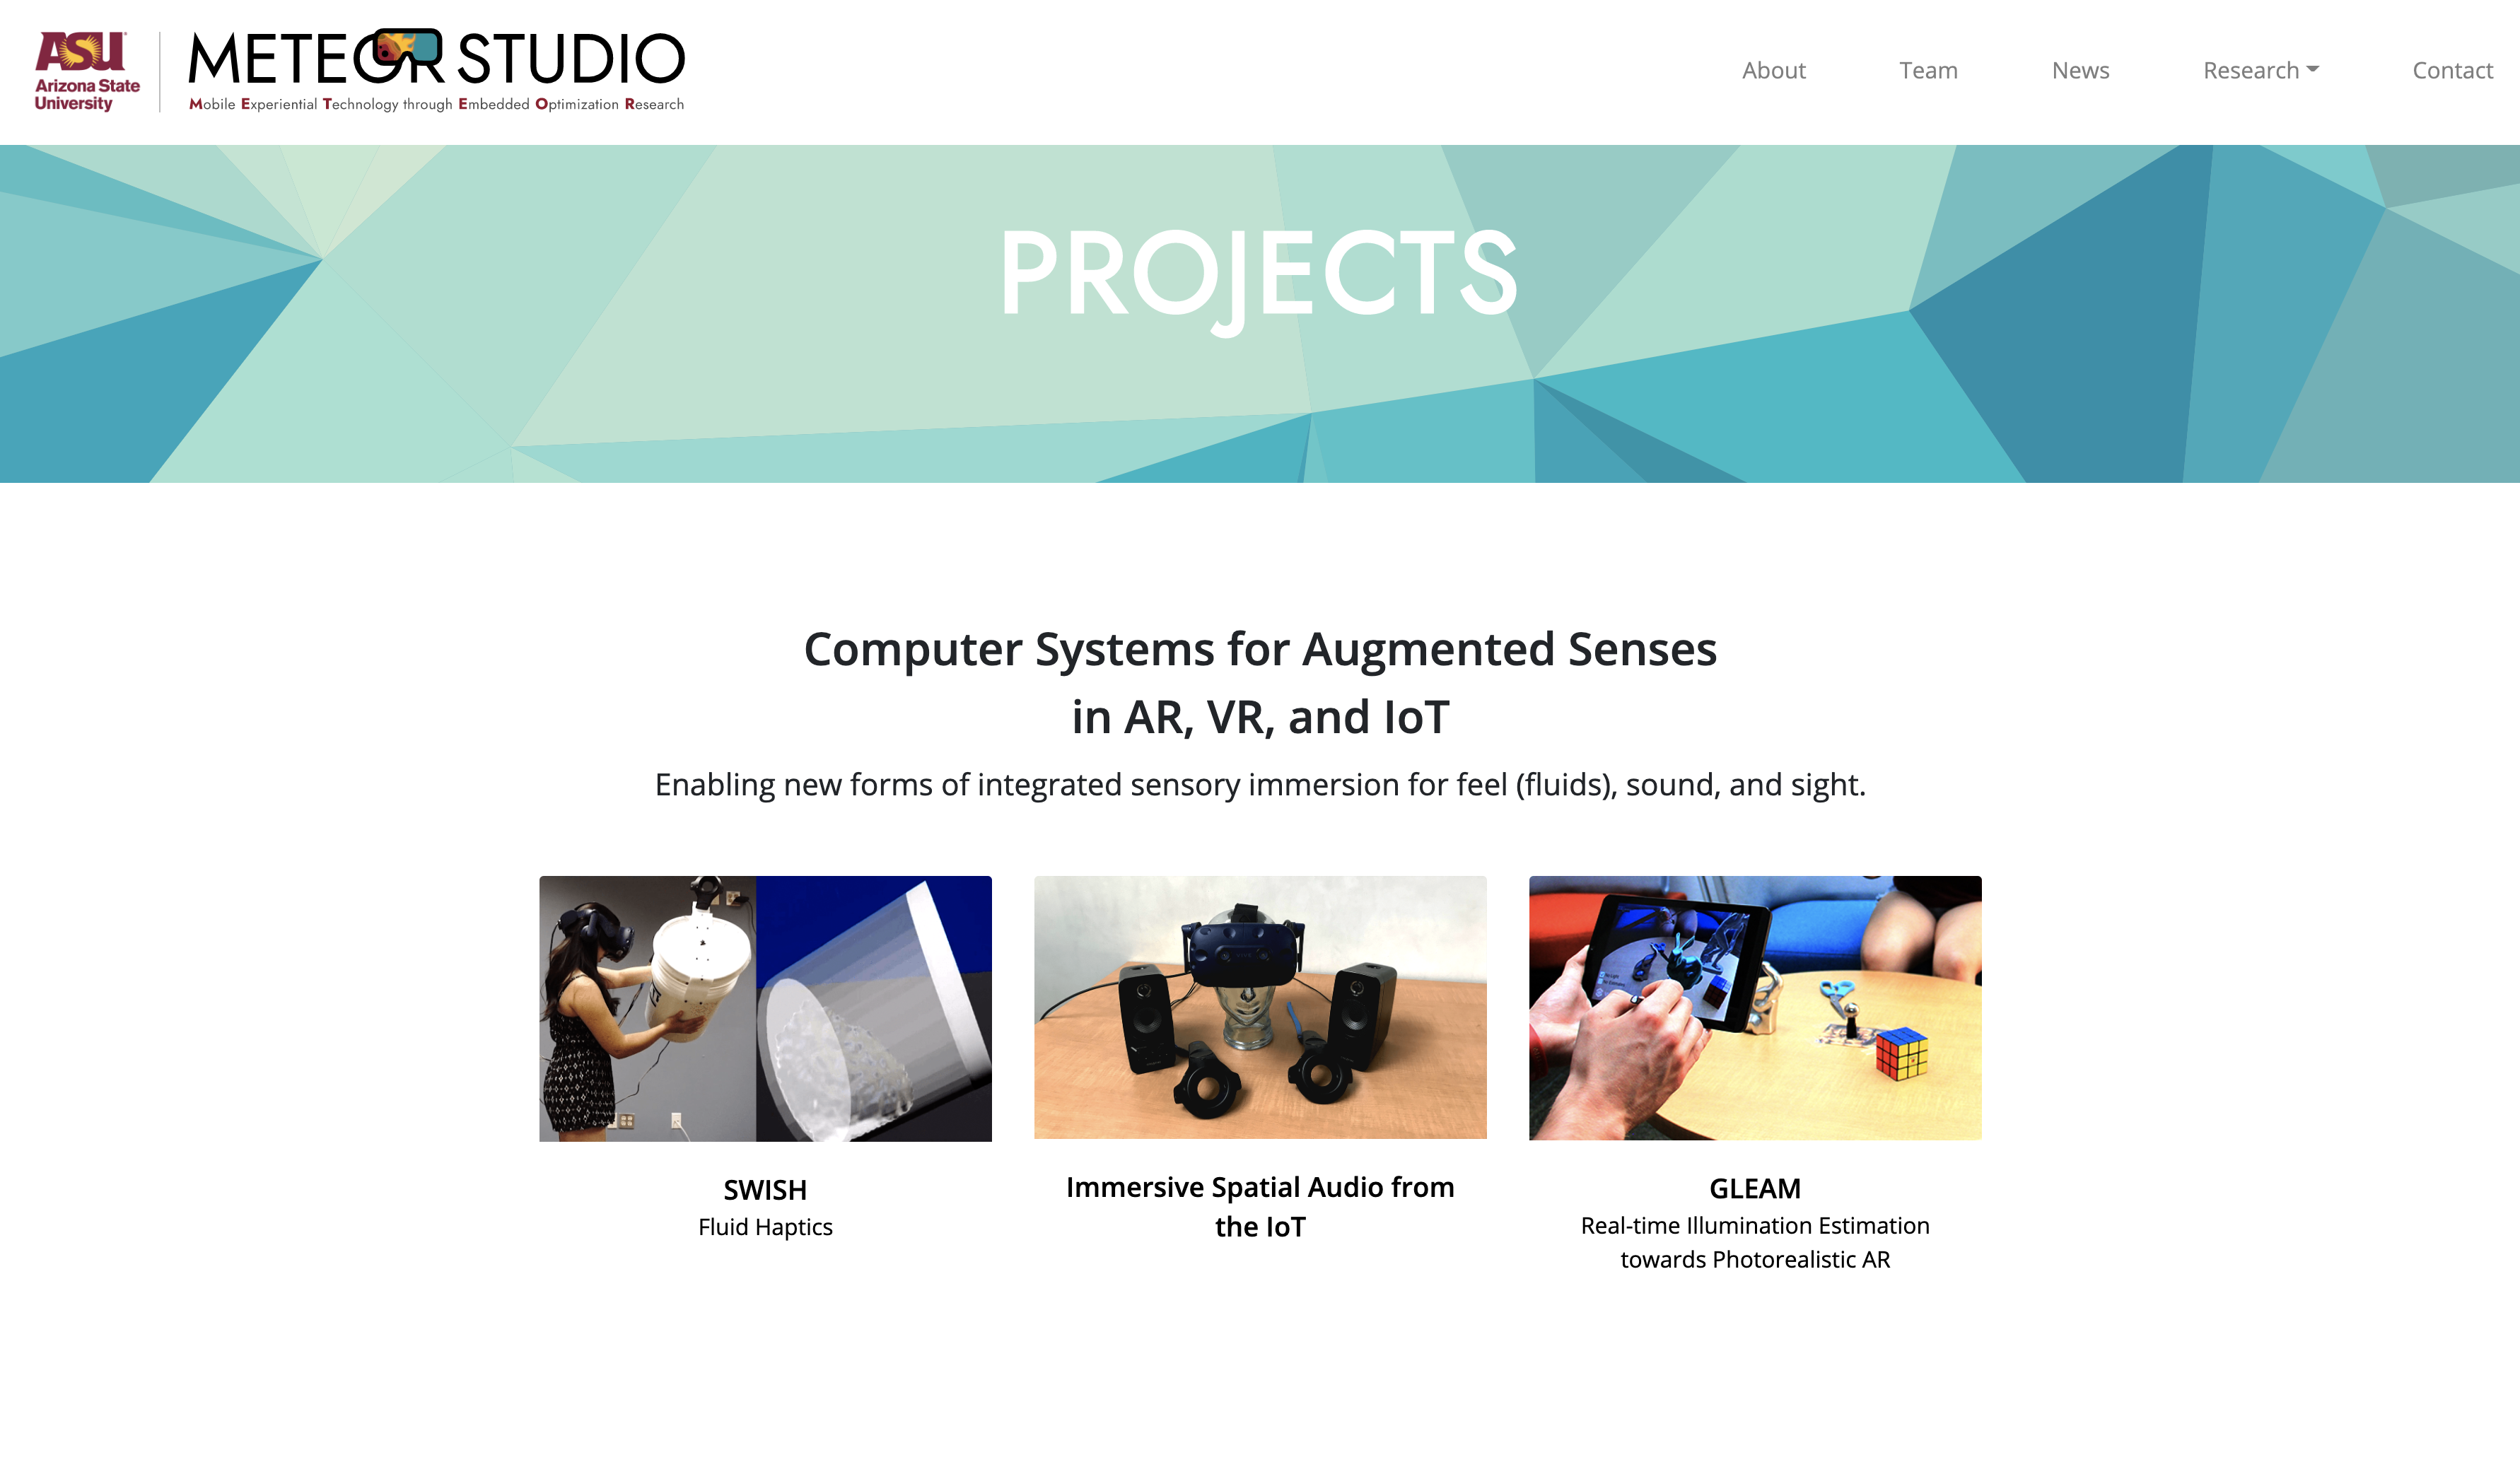 ASU
Arizona State
University
METEOR STUDIO
Mobile Experiential Technology through Embedded Optimization Research
About
Team
News
Research
Contact
PROJECTS
Computer Systems for Augmented Senses
in AR, VR, and IoT
Enabling new forms of integrated sensory immersion for feel (fluids), sound, and sight.
SWISH
Fluid Haptics
Immersive Spatial Audio from
the IoT
GLEAM
Real-time Illumination Estimation
towards Photorealistic AR